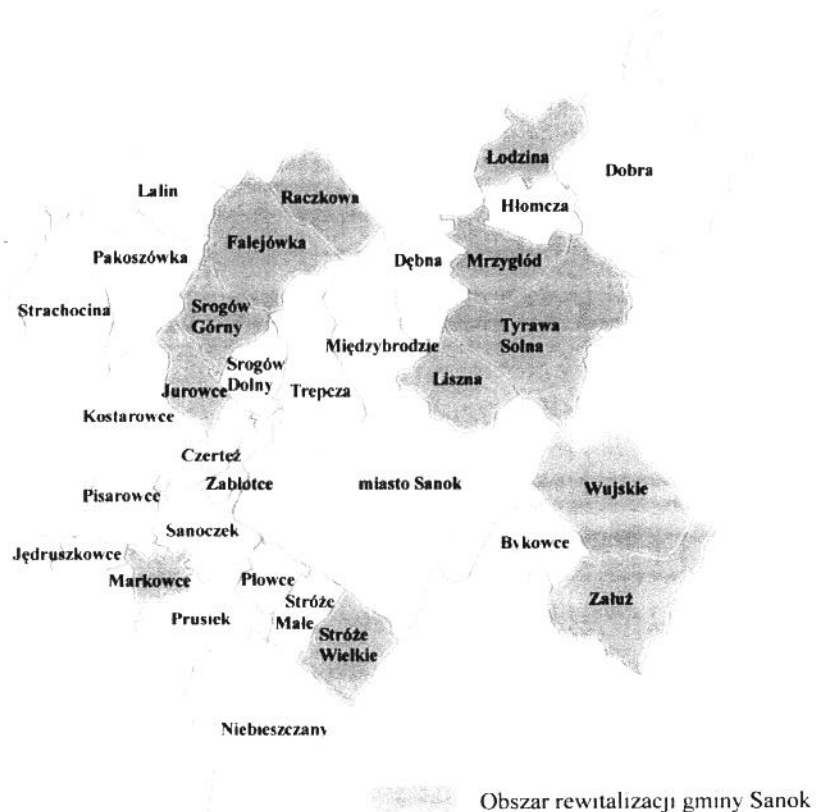 Łodzina
Dobra
Lalin
Raczkowa
Hłomcza
Falejówka
Pakoszówka
Dębna
Mrzygłód
Strachocina
Srogów
Górny
Tyrawa
Solna
Międzybrodzie
Srogów
Dolny
Liszna
Jurowce
Trepcza
Kostarowce
Czerteż
Zabłotce
miasto Sanok
Wujskie
Pisarowce
Sanoczek
Bykowce
Jędruszkowce
Markowce
Płowce
Stróże
Małe
Załuż
Prusiek
Stróże
Wielkie
Niebieszczany
Obszar rewitalizacji gminy Sanok